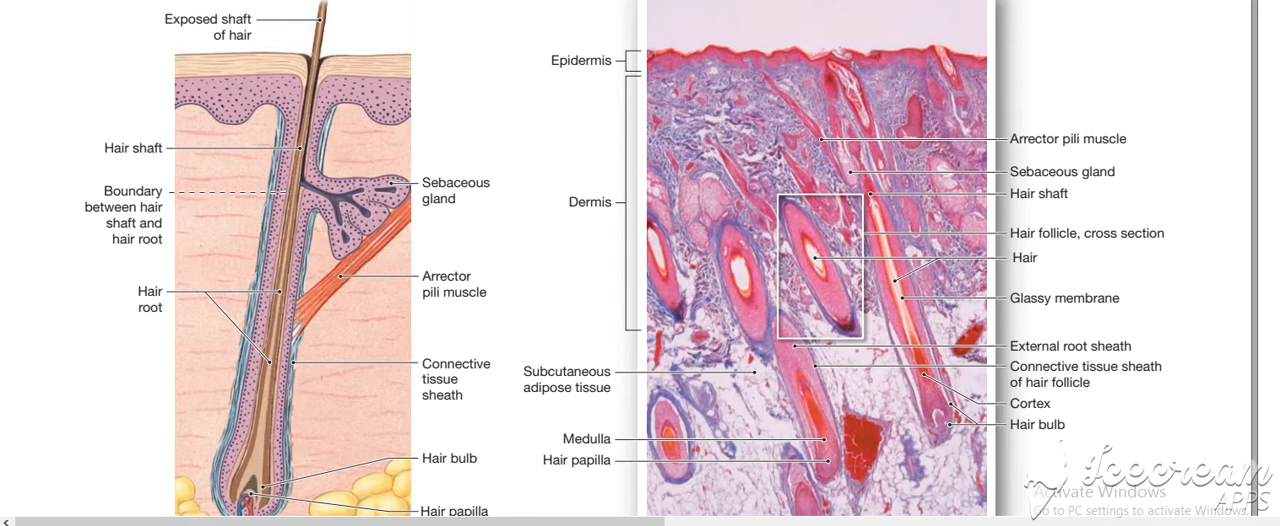 Exposed shaft
of hair
Hair shaft
Boundary
between hair
shaft and
hair root
Hair
root
Sebaceous
gland
Arrector
pili muscle
Connective
tissue
sheath
Hair bulb
Hair papilla
Epidermis
Dermis
Subcutaneous
adipose tissue
Medulla
Hair papilla
Arrector pili muscle
Sebaceous gland
Hair shaft
Hair follicle, cross section
Hair
Glassy membrane
External root sheath
Connective tissue sheath
of hair follicle
Cortex
Hair bulb
Icecream
APPS
Activate Windows
Go to PC settings to activate Windows.